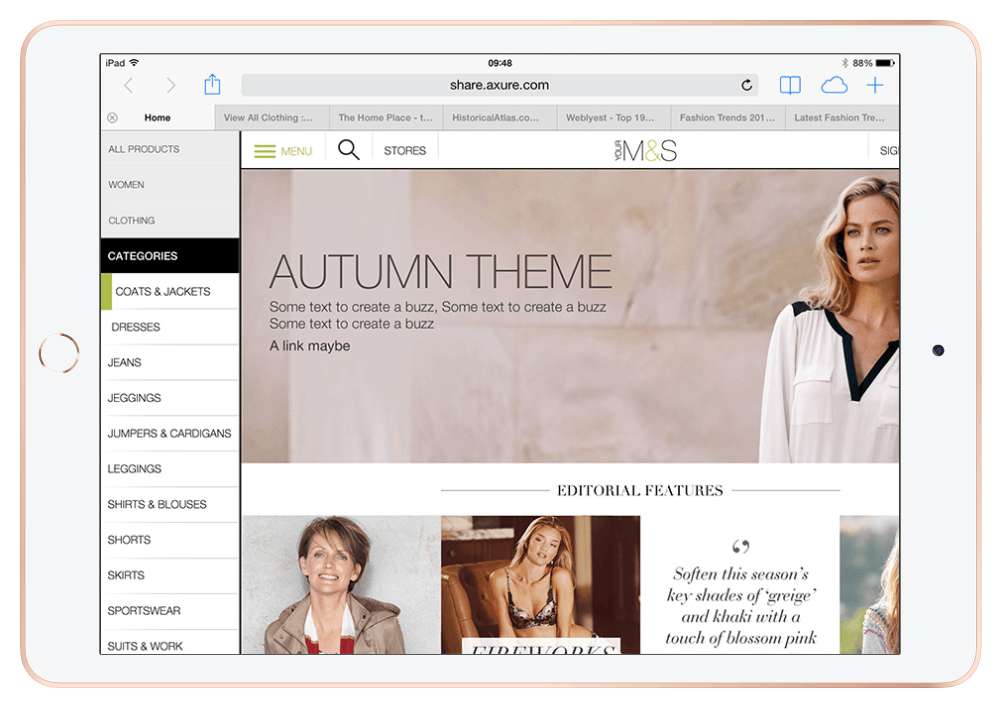 iPad
09:48
88%
share.axure.com
Home
View All Clothing :...
The Home Place - t...
HistoricalAtlas.co...
Weblyest - Top 19...
Fashion Trends 201...
Latest Fashion Tre...
ALL PRODUCTS
WOMEN
CLOTHING
CATEGORIES
COATS & JACKETS
DRESSES
JEANS
JEGGINGS
JUMPERS & CARDIGANS
LEGGINGS
SHIRTS & BLOUSES
SHORTS
SKIRTS
SPORTSWEAR
SUITS & WORK
MENU
STORES
YOUR M&S
SIG
AUTUMN THEME
Some text to create a buzz, Some text to create a buzz
Some text to create a buzz
A link maybe
EDITORIAL FEATURES
FIREWORKS
“
Soften this season’s
key shades of ‘greige’
and khaki with a
touch of blossom pink